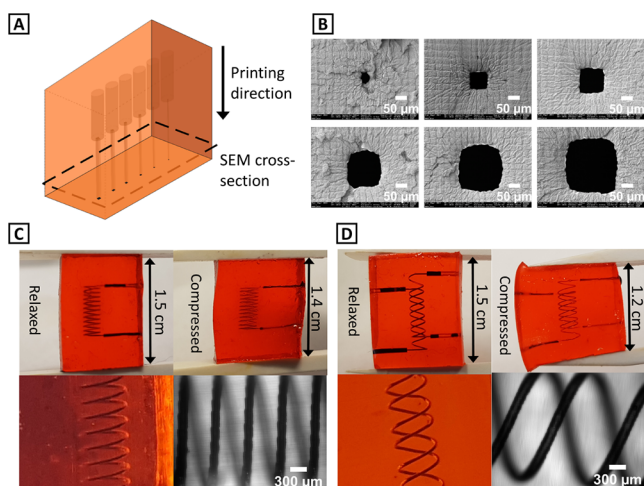 A
Printing
direction
SEM cross-
section
B
50 µm
50 µm
50 µm
50 µm
50 µm
50 µm
C
Relaxed
1.5 cm
Compressed
1.4 cm
300 µm
D
Relaxed
1.5 cm
Compressed
1.2 cm
300 µm